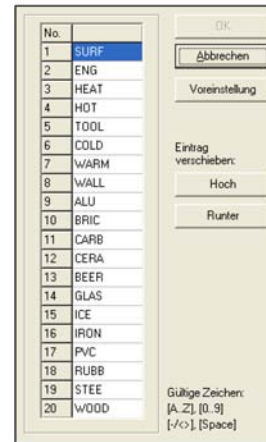 No.
1 SURF
2 ENG
3 HEAT
4 HOT
5 TOOL
6 COLD
7 WARM
8 WALL
9 ALU
10 BRIC
11 CARB
12 CERA
13 BEER
14 GLAS
15 ICE
16 IRON
17 PVC
18 RUBB
19 STEE
20 WOOD
OK
Abbrechen
Voreinstellung
Eintrag
verschieben:
Hoch
Runter
Gültige Zeichen:
[A..Z], [0..9]
[-/<>], [Space]